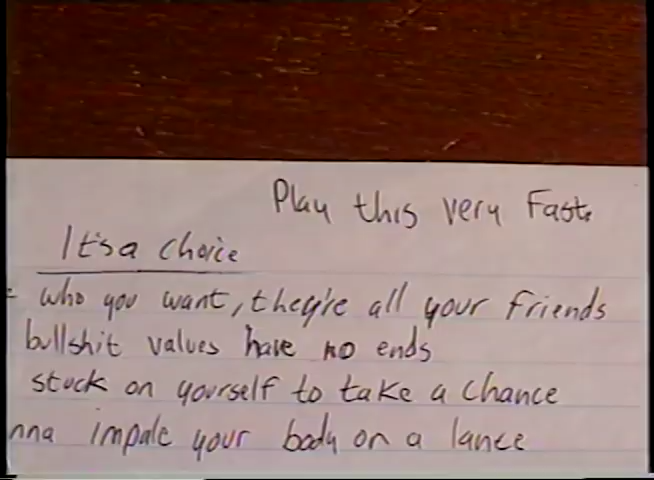 Play this very Fast.
It's a choice
who you want, they're all your friends
bullshit values have no ends
stuck on yourself to take a chance
nna impale your body on a lance